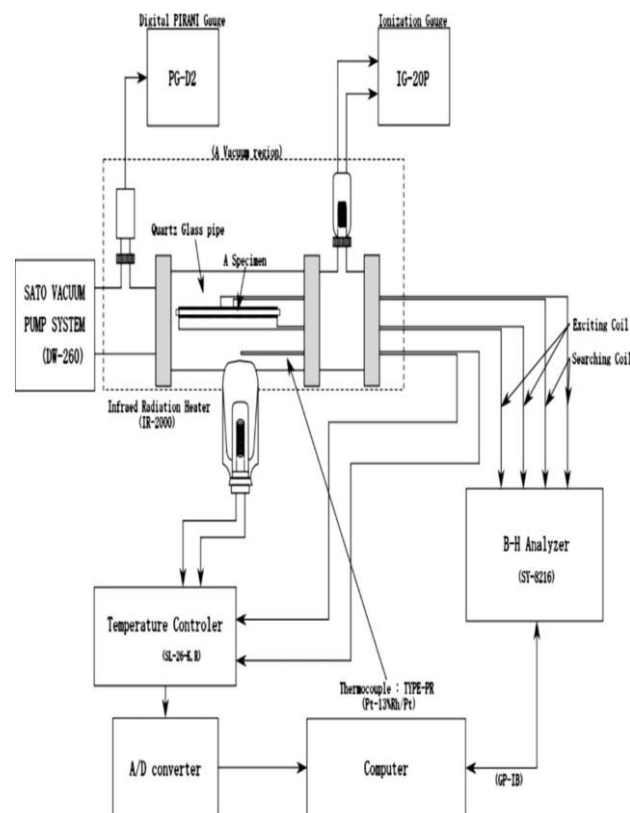 Digital PIRANI Gauge
PG-D2
Ionization Gauge
IG-20P
(A Vacuum region)
Quartz Glass pipe
A Specimen
SATO VACUUM
PUMP SYSTEM
(DW-260)
Exciting Coil
Searching Coil
Infraed Radiation Heater
(IR-2000)
B-H Analyzer
(SY-8216)
Temperature Controler
(SL-26-K.R)
Thermocouple : TYPE-PR
(Pt-13%Rh/Pt)
A/D converter
Computer
(GP-IB)